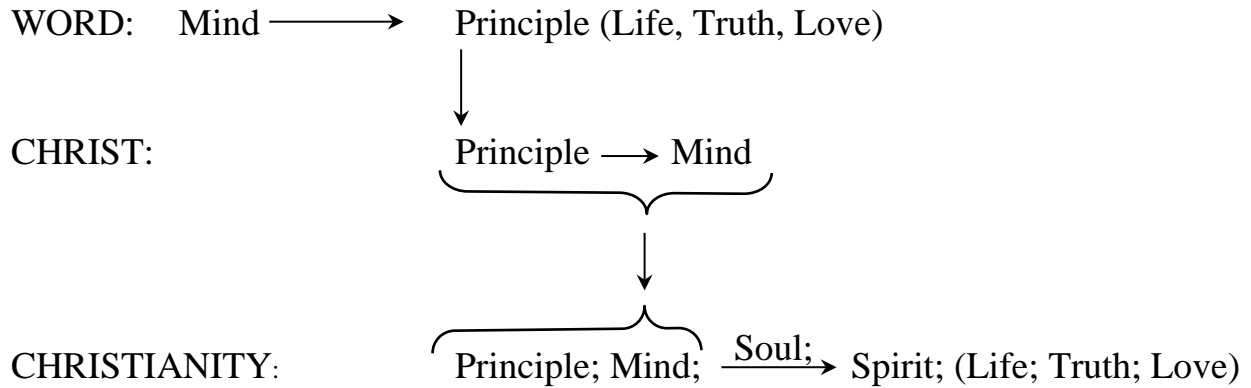 WORD: Mind Principle (Life, Truth, Love)
CHRIST: Principle Mind
CHRISTIANITY: Principle; Mind; Soul; Spirit; (Life; Truth; Love)